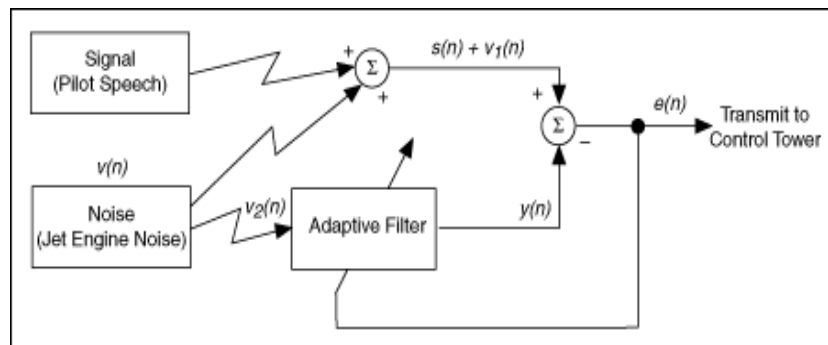 Signal
(Pilot Speech)
+
Σ
+
s(n) + v₁(n)
+
Σ
−
e(n)
Transmit to
Control Tower
v(n)
Noise
(Jet Engine Noise)
v₂(n)
Adaptive Filter
y(n)